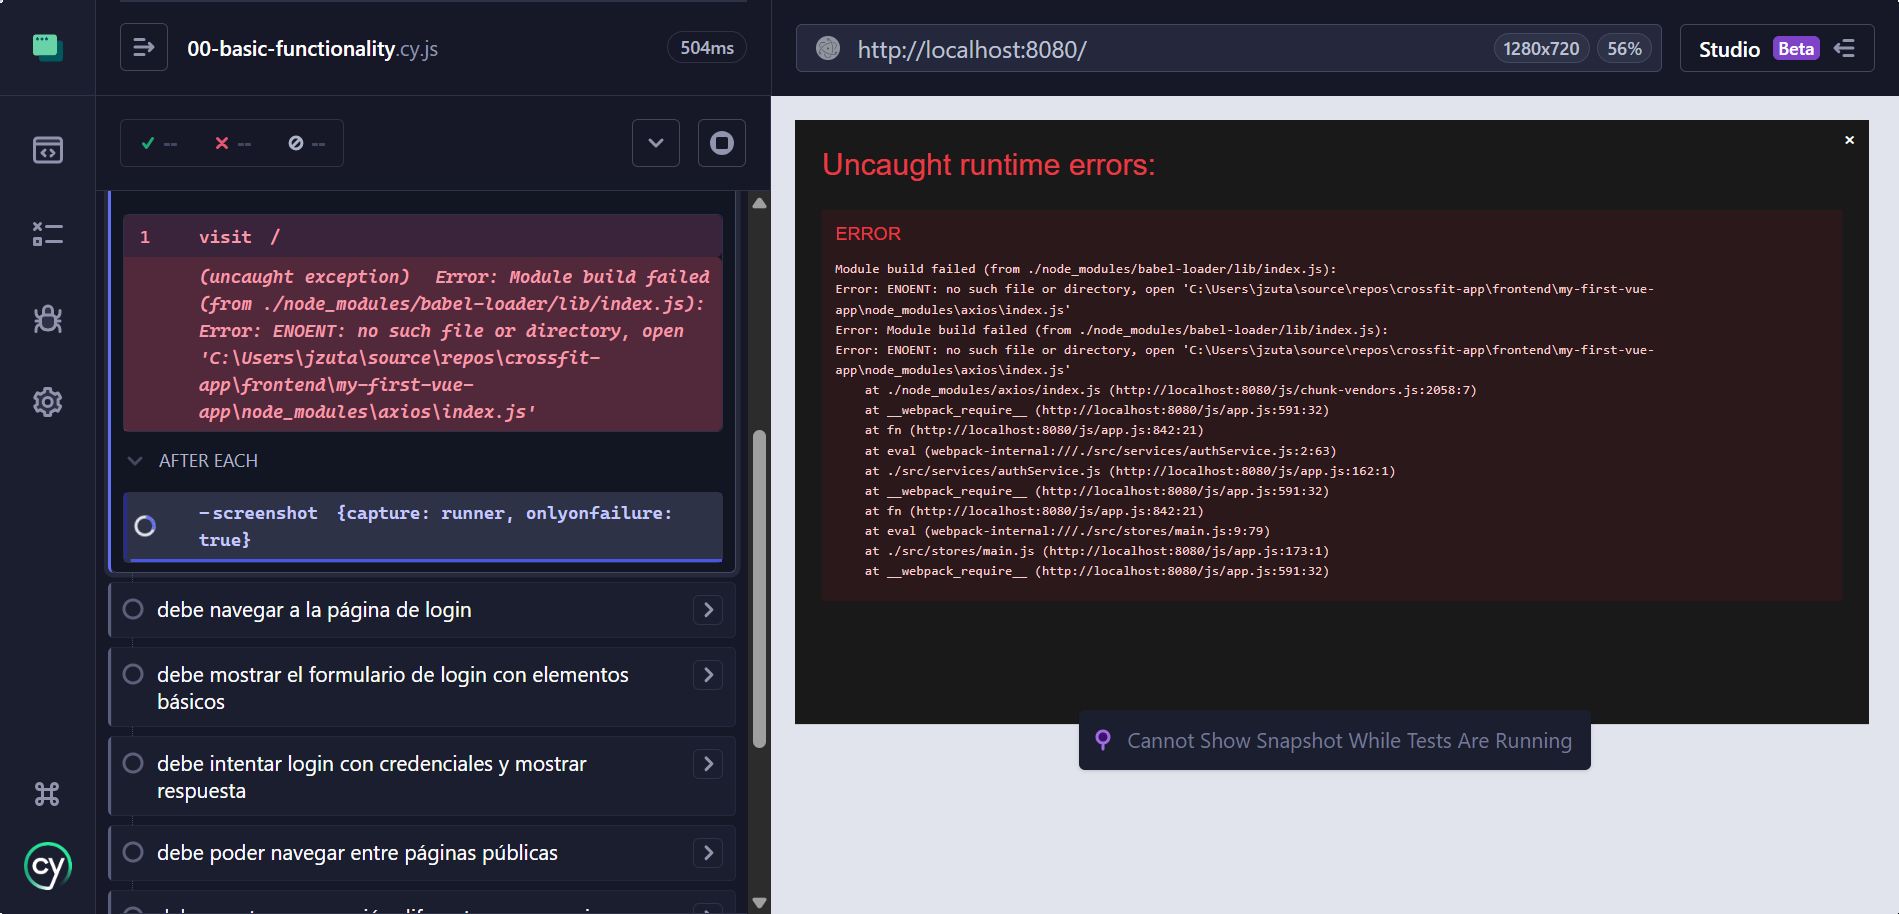 00-basic-functionality.cy.js
504ms
--
--
--
1 visit /
(uncaught exception) Error: Module build failed
(from ./node_modules/babel-loader/lib/index.js):
Error: ENOENT: no such file or directory, open
'C:\Users\jzuta\source\repos\crossfit-
app\frontend\my-first-vue-
app\node_modules\axios\index.js'
AFTER EACH
-screenshot {capture: runner, onlyonfailure:
true}
debe navegar a la página de login
debe mostrar el formulario de login con elementos
básicos
debe intentar login con credenciales y mostrar
respuesta
debe poder navegar entre páginas públicas
cy
http://localhost:8080/
1280x720
56%
Studio Beta
Uncaught runtime errors:
ERROR
Module build failed (from ./node_modules/babel-loader/lib/index.js):
Error: ENOENT: no such file or directory, open 'C:\Users\jzuta\source\repos\crossfit-app\frontend\my-first-vue-
app\node_modules\axios\index.js'
Error: Module build failed (from ./node_modules/babel-loader/lib/index.js):
Error: ENOENT: no such file or directory, open 'C:\Users\jzuta\source\repos\crossfit-app\frontend\my-first-vue-
app\node_modules\axios\index.js'
at ./node_modules/axios/index.js (http://localhost:8080/js/chunk-vendors.js:2058:7)
at __webpack_require__ (http://localhost:8080/js/app.js:591:32)
at fn (http://localhost:8080/js/app.js:842:21)
at eval (webpack-internal:///./src/services/authService.js:2:63)
at ./src/services/authService.js (http://localhost:8080/js/app.js:162:1)
at __webpack_require__ (http://localhost:8080/js/app.js:591:32)
at fn (http://localhost:8080/js/app.js:842:21)
at eval (webpack-internal:///./src/stores/main.js:9:79)
at ./src/stores/main.js (http://localhost:8080/js/app.js:173:1)
at __webpack_require__ (http://localhost:8080/js/app.js:591:32)
Cannot Show Snapshot While Tests Are Running